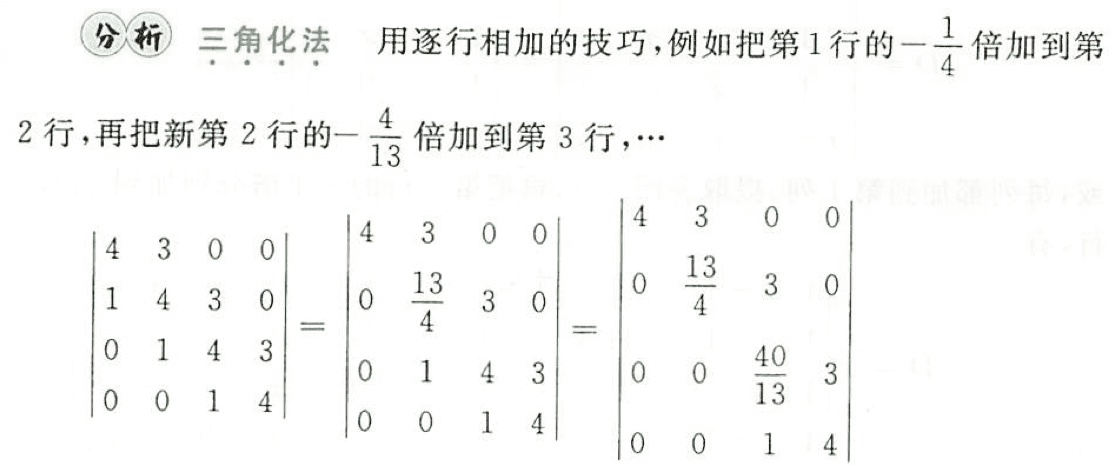 分析 三角化法 用逐行相加的技巧,例如把第1行的$-\frac{1}{4}$倍加到第
2行,再把新第2行的$-\frac{4}{13}$倍加到第3行,…
$\begin{vmatrix} 4 & 3 & 0 & 0 \\ 1 & 4 & 3 & 0 \\ 0 & 1 & 4 & 3 \\ 0 & 0 & 1 & 4 \end{vmatrix} = \begin{vmatrix} 4 & 3 & 0 & 0 \\ 0 & \frac{13}{4} & 3 & 0 \\ 0 & 1 & 4 & 3 \\ 0 & 0 & 1 & 4 \end{vmatrix} = \begin{vmatrix} 4 & 3 & 0 & 0 \\ 0 & \frac{13}{4} & 3 & 0 \\ 0 & 0 & \frac{40}{13} & 3 \\ 0 & 0 & 1 & 4 \end{vmatrix}$